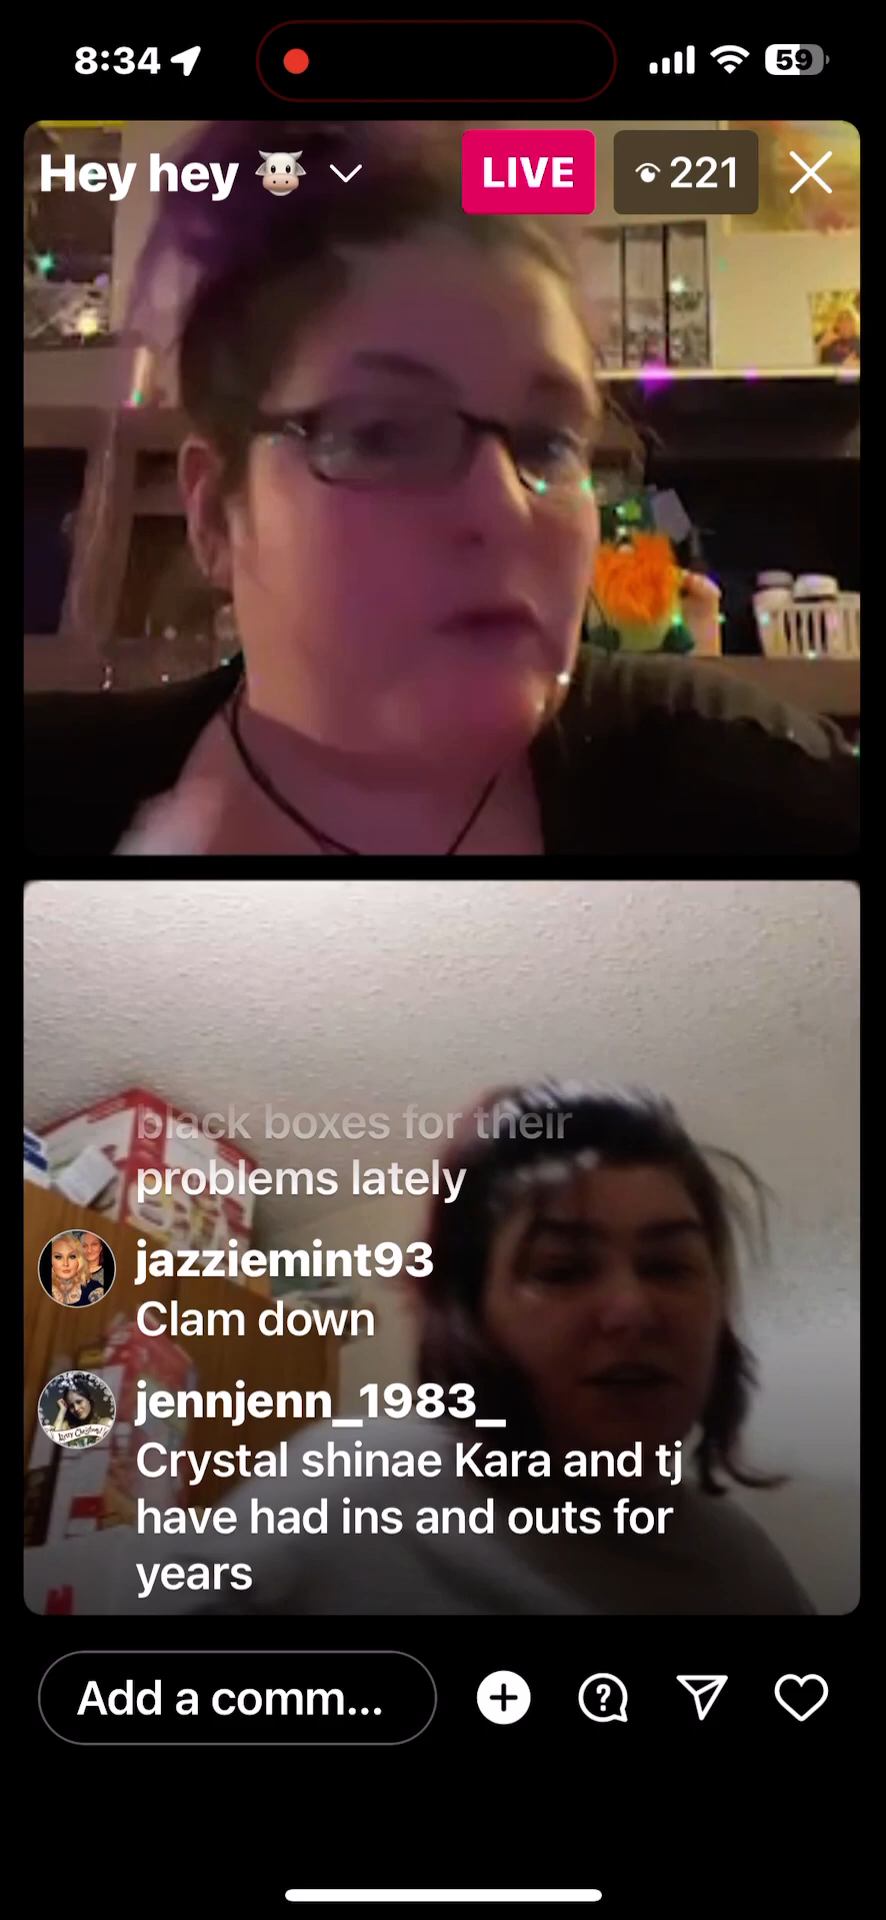 8:34
59
Hey hey 🐮
LIVE
221
black boxes for their
problems lately
jazziemint93
Clam down
jennjenn_1983_
Crystal shinae Kara and tj
have had ins and outs for
years
Add a comm...